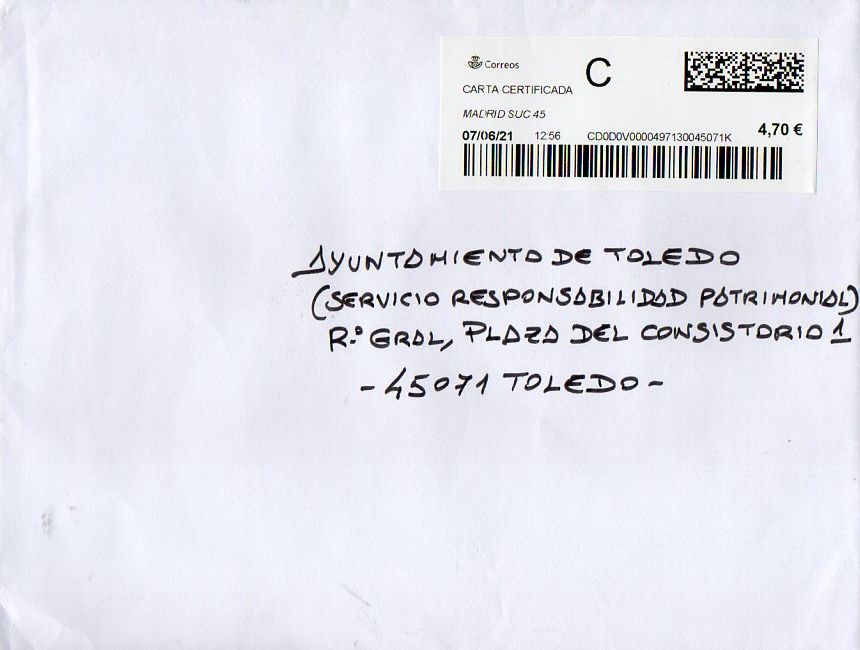 Correos
C
CARTA CERTIFICADA
MADRID SUC 45
07/06/21 12:56 CD0D0V0000497130045071K 4,70 €
AYUNTAMIENTO DE TOLEDO
(SERVICIO RESPONSABILIDAD PATRIMONIAL)
R.º GRAL, PLAZA DEL CONSISTORIO 1
- 45071 TOLEDO -